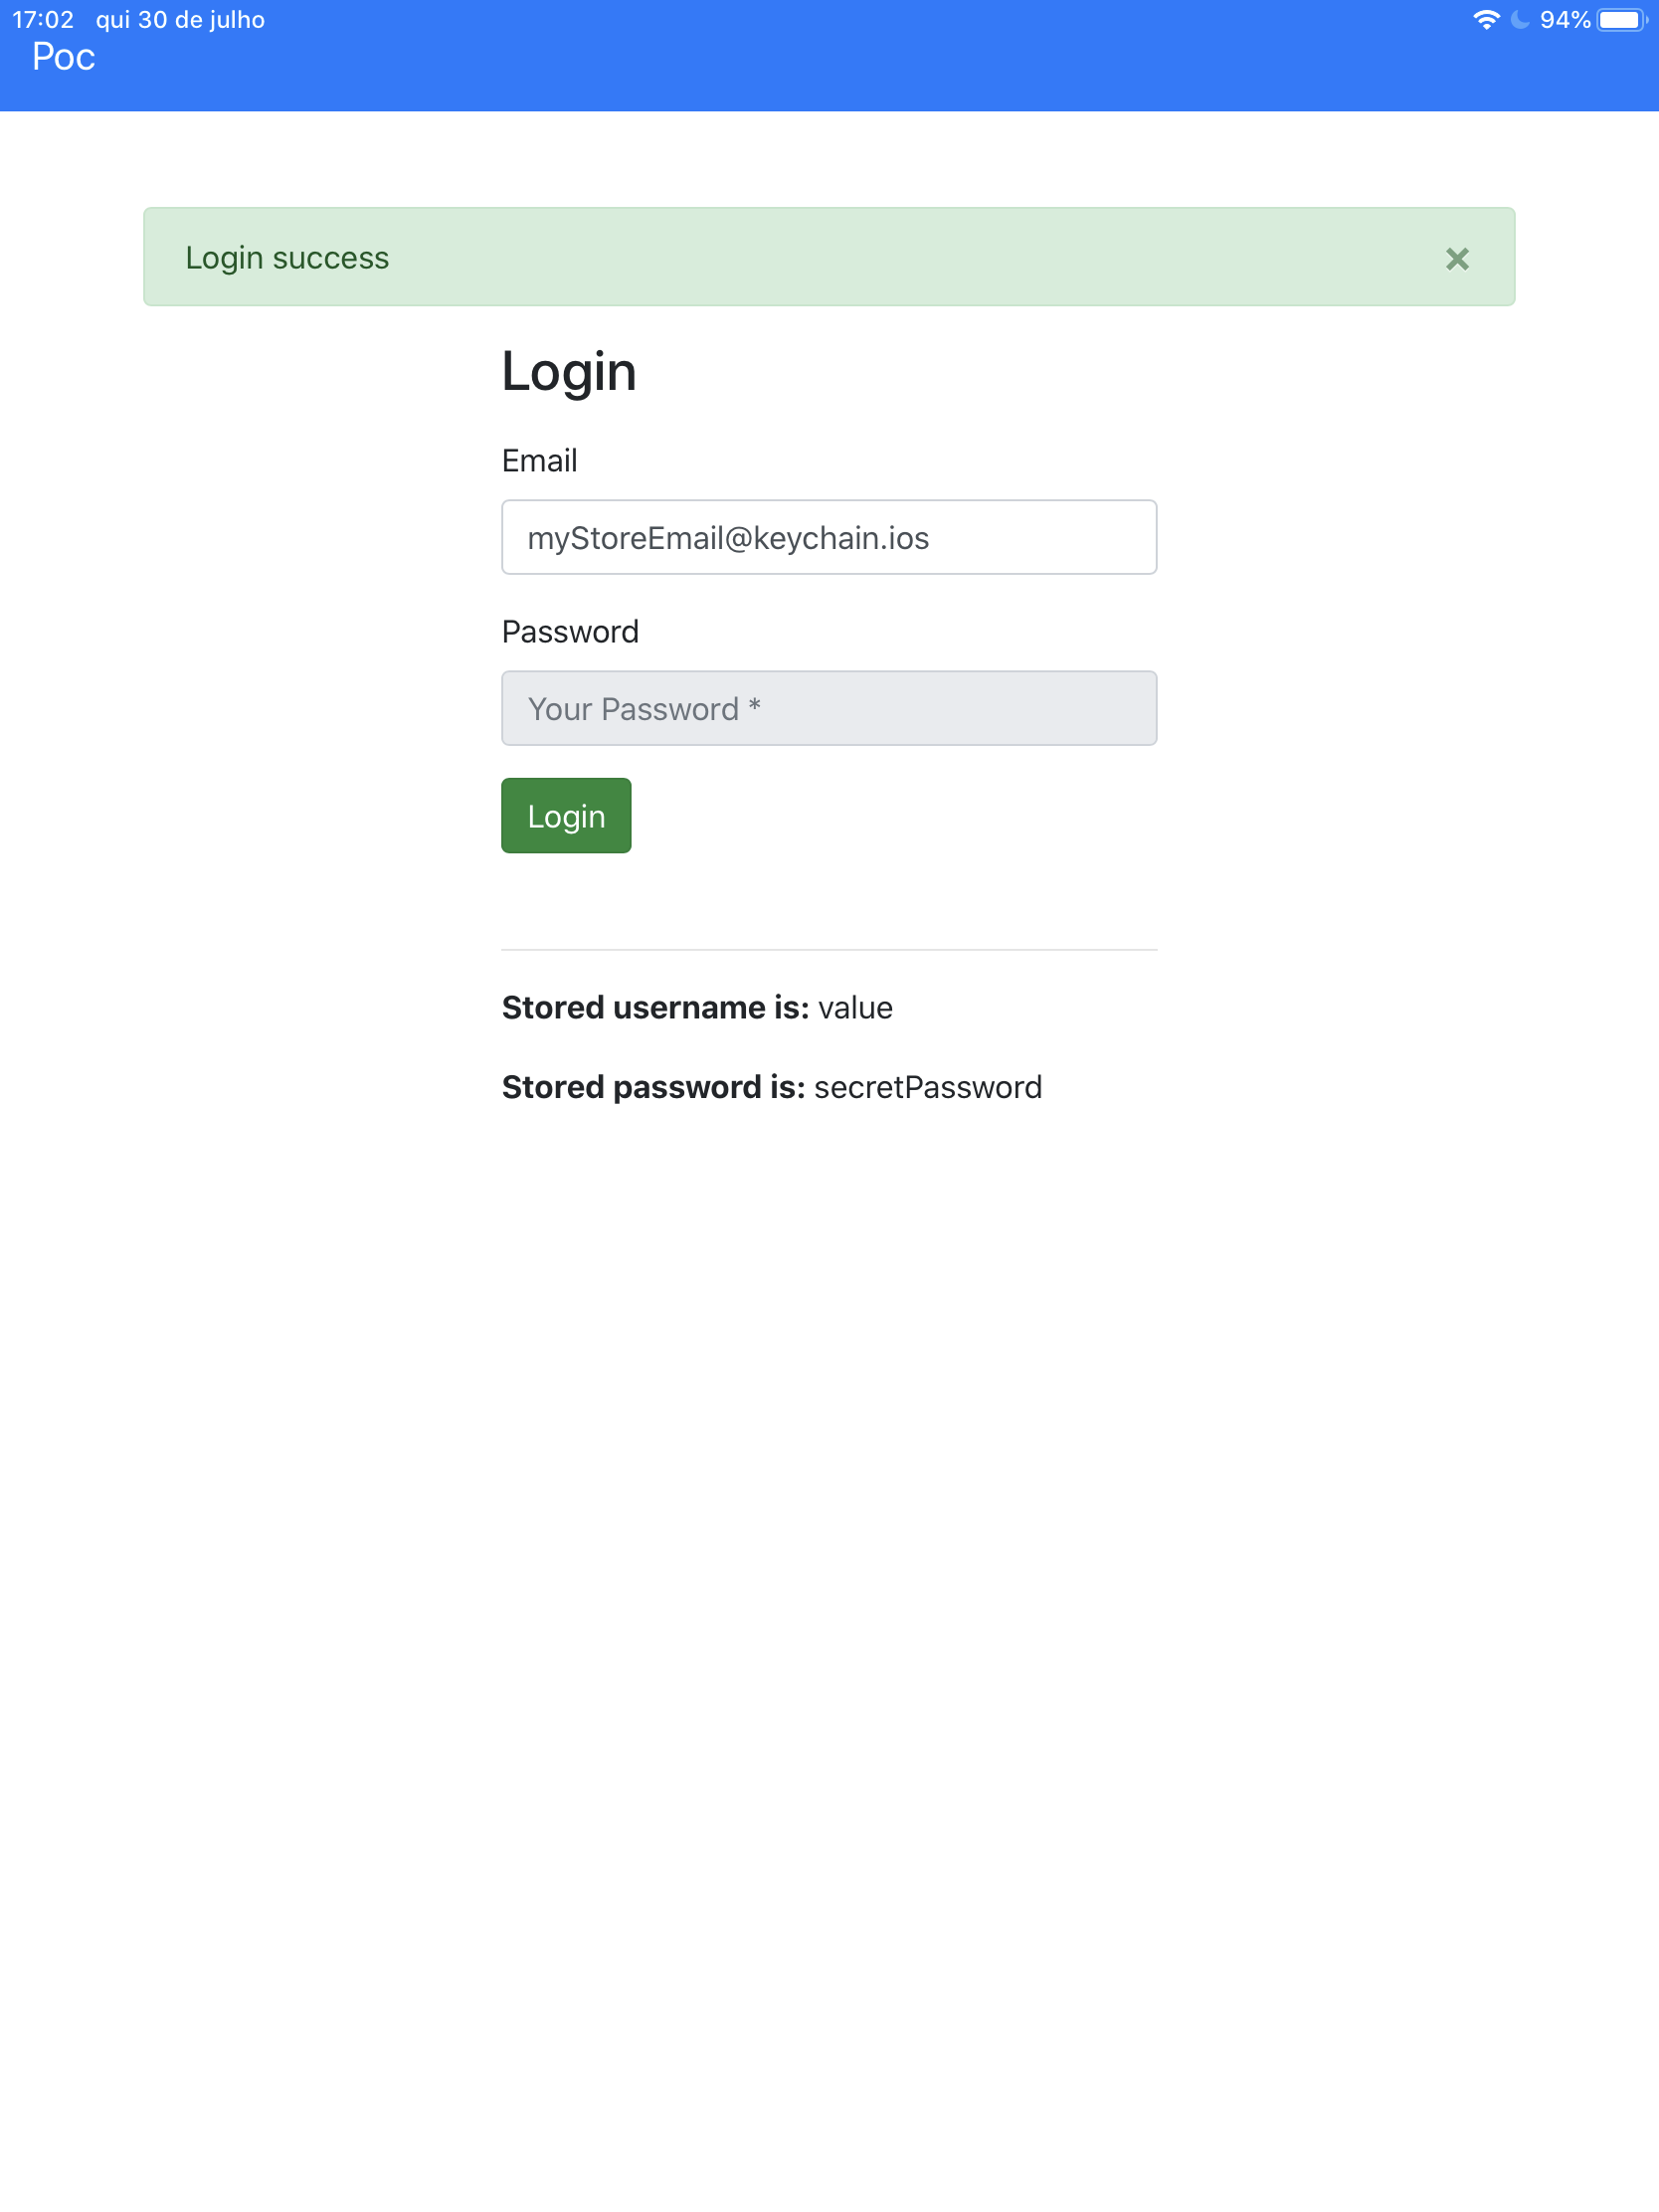 17:02 qui 30 de julho 94%
Poc
Login success ×
Login
Email
myStoreEmail@keychain.ios
Password
Your Password *
Login
Stored username is: value
Stored password is: secretPassword